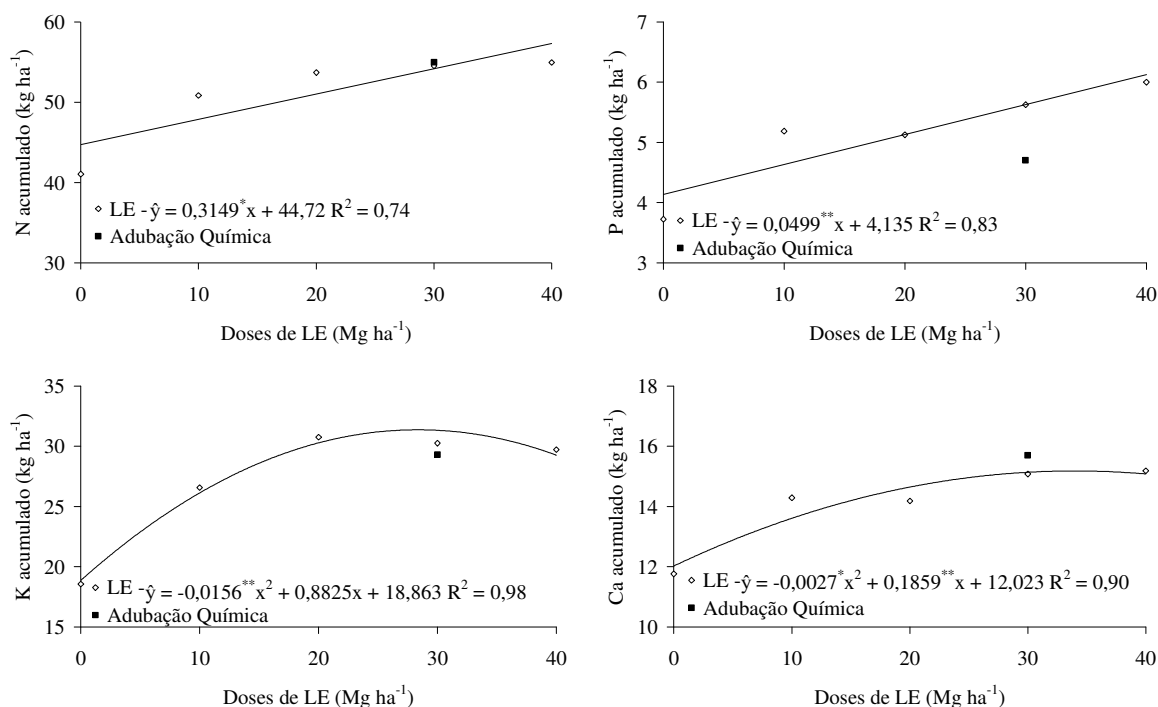 60
50
40
30
N acumulado (kg ha⁻¹)
LE - ŷ = 0,3149*x + 44,72 R² = 0,74
Adubação Química
0 10 20 30 40
Doses de LE (Mg ha⁻¹)
7
6
5
4
3
P acumulado (kg ha⁻¹)
LE - ŷ = 0,0499**x + 4,135 R² = 0,83
Adubação Química
0 10 20 30 40
Doses de LE (Mg ha⁻¹)
35
30
25
20
15
K acumulado (kg ha⁻¹)
LE - ŷ = -0,0156**x² + 0,8825x + 18,863 R² = 0,98
Adubação Química
0 10 20 30 40
Doses de LE (Mg ha⁻¹)
18
16
14
12
10
Ca acumulado (kg ha⁻¹)
LE - ŷ = -0,0027*x² + 0,1859**x + 12,023 R² = 0,90
Adubação Química
0 10 20 30 40
Doses de LE (Mg ha⁻¹)